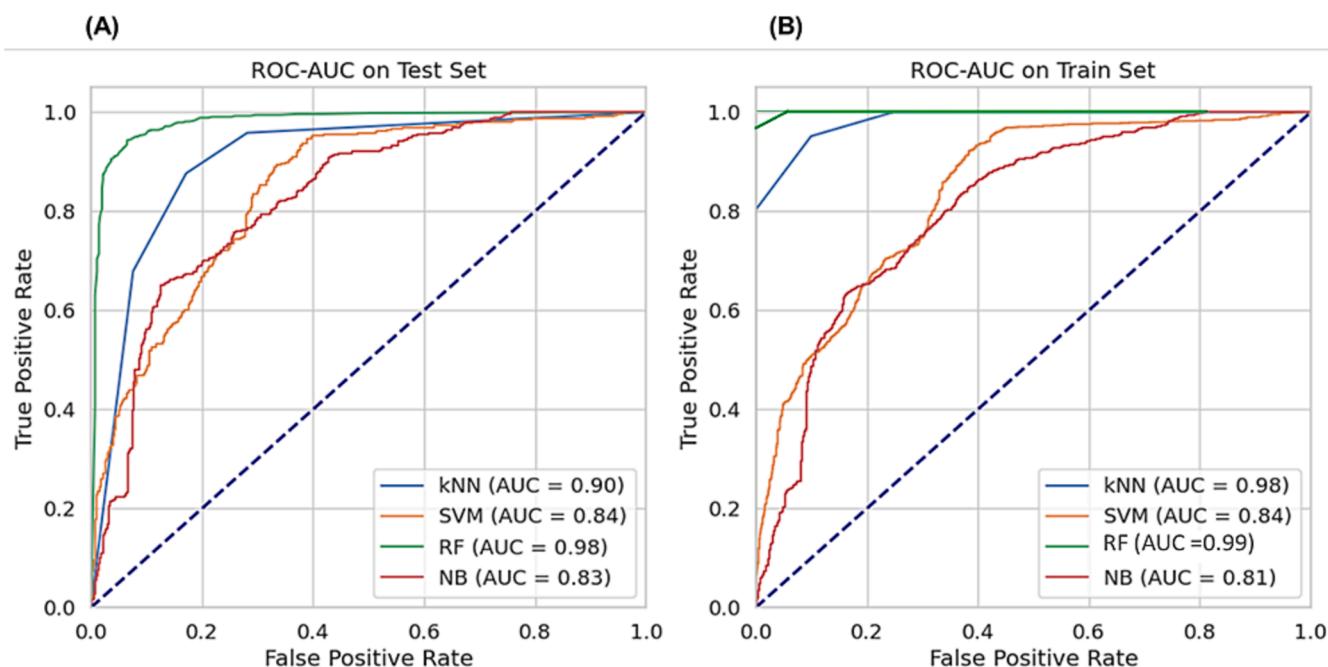 (A)
ROC-AUC on Test Set
True Positive Rate
1.0
0.8
0.6
0.4
0.2
0.0
kNN (AUC = 0.90)
SVM (AUC = 0.84)
RF (AUC = 0.98)
NB (AUC = 0.83)
0.0 0.2 0.4 0.6 0.8 1.0
False Positive Rate
(B)
ROC-AUC on Train Set
True Positive Rate
1.0
0.8
0.6
0.4
0.2
0.0
kNN (AUC = 0.98)
SVM (AUC = 0.84)
RF (AUC =0.99)
NB (AUC = 0.81)
0.0 0.2 0.4 0.6 0.8 1.0
False Positive Rate